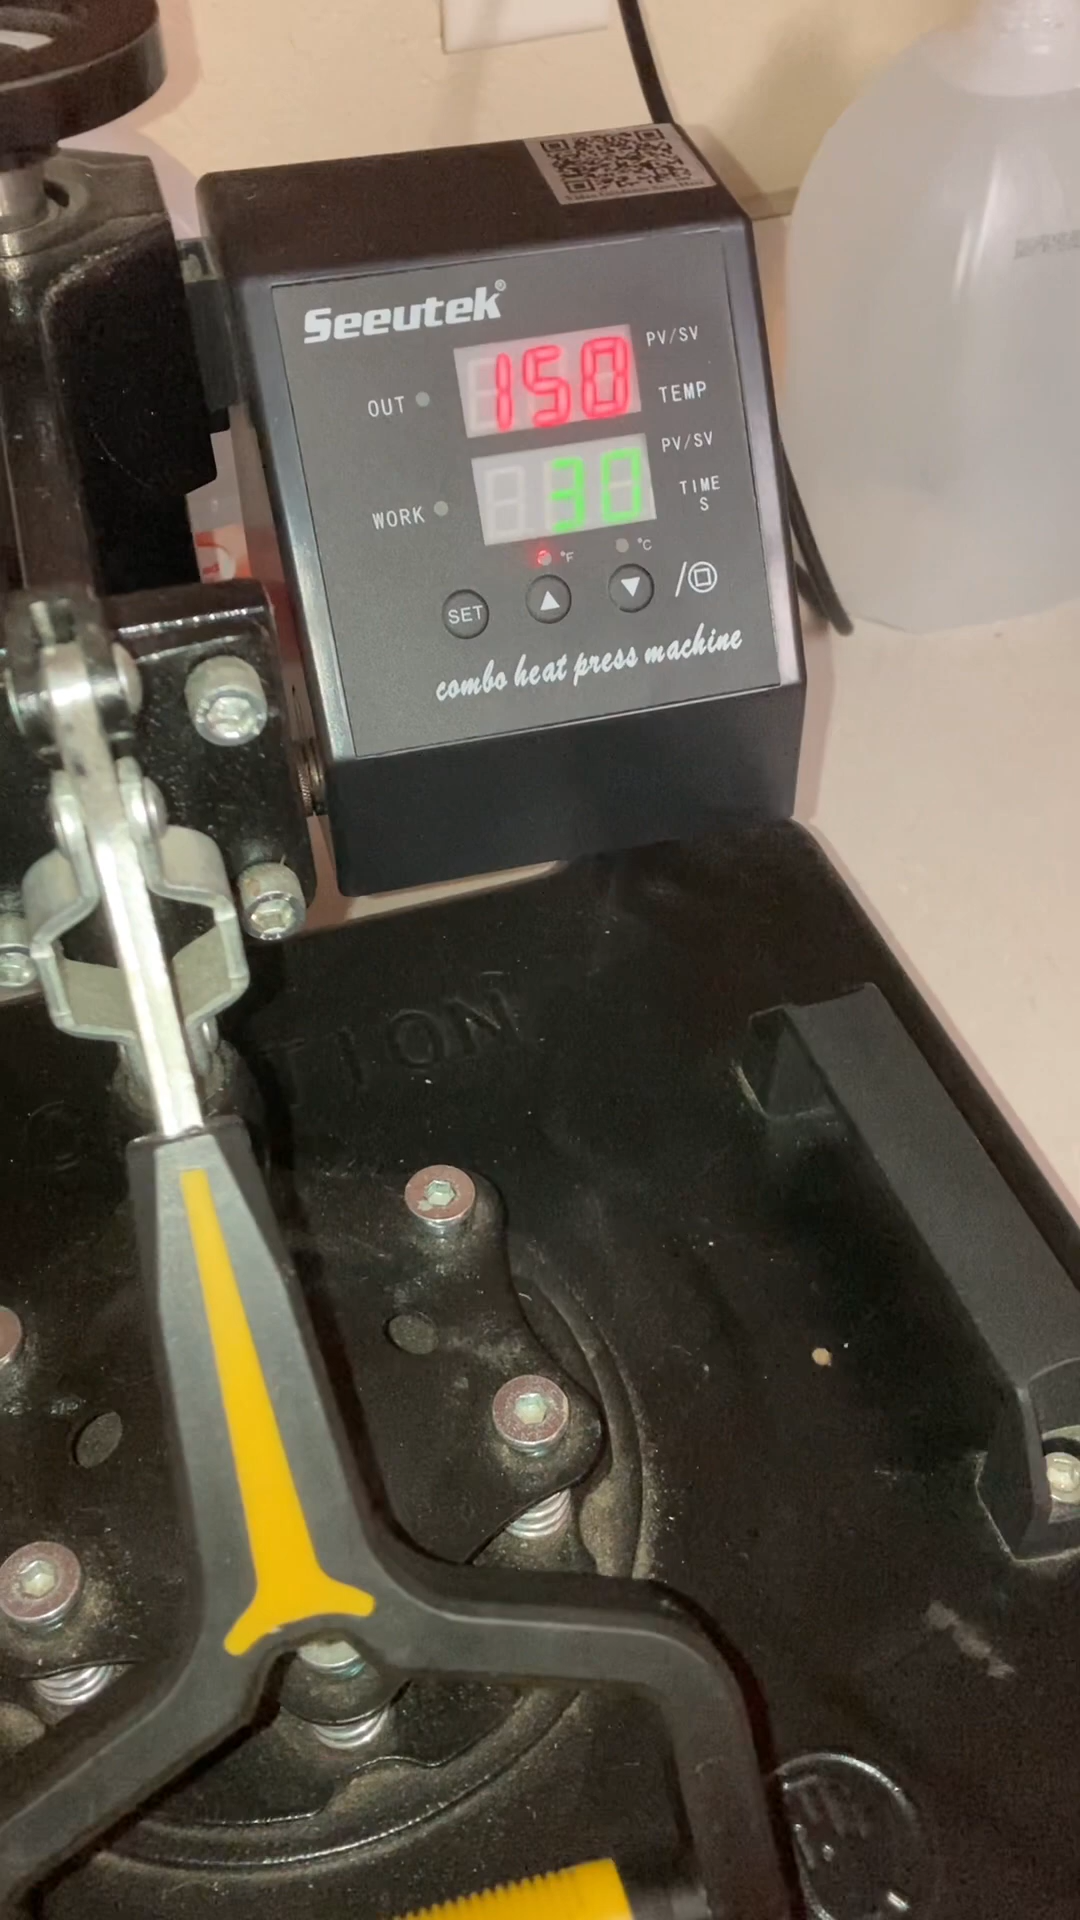 Seeutek®
150
PV/SV
OUT
TEMP
30
PV/SV
WORK
TIME
S
°F
°C
SET
▲
▼
/
combo heat press machine
TION